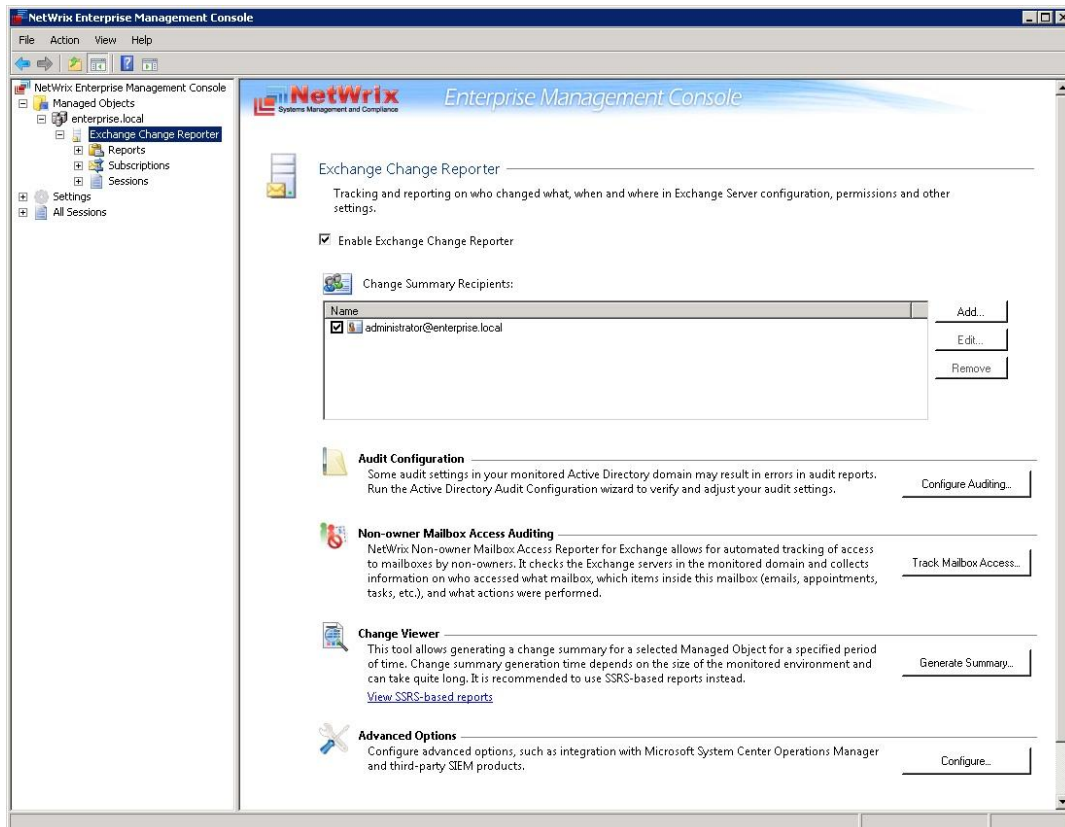 NetWrix Enterprise Management Console
File Action View Help
NetWrix Enterprise Management Console
Managed Objects
enterprise.local
Exchange Change Reporter
Reports
Subscriptions
Sessions
Settings
All Sessions
NetWrix
Systems Management and Compliance
Enterprise Management Console
Exchange Change Reporter
Tracking and reporting on who changed what, when and where in Exchange Server configuration, permissions and other
settings.
Enable Exchange Change Reporter
Change Summary Recipients:
Name
administrator@enterprise.local
Add...
Edit...
Remove
Audit Configuration
Some audit settings in your monitored Active Directory domain may result in errors in audit reports.
Run the Active Directory Audit Configuration wizard to verify and adjust your audit settings.
Configure Auditing...
Non-owner Mailbox Access Auditing
NetWrix Non-owner Mailbox Access Reporter for Exchange allows for automated tracking of access
to mailboxes by non-owners. It checks the Exchange servers in the monitored domain and collects
information on who accessed what mailbox, which items inside this mailbox (emails, appointments,
tasks, etc.), and what actions were performed.
Track Mailbox Access...
Change Viewer
This tool allows generating a change summary for a selected Managed Object for a specified period
of time. Change summary generation time depends on the size of the monitored environment and
can take quite long. It is recommended to use SSRS-based reports instead.
View SSRS-based reports
Generate Summary...
Advanced Options
Configure advanced options, such as integration with Microsoft System Center Operations Manager
and third-party SIEM products.
Configure...